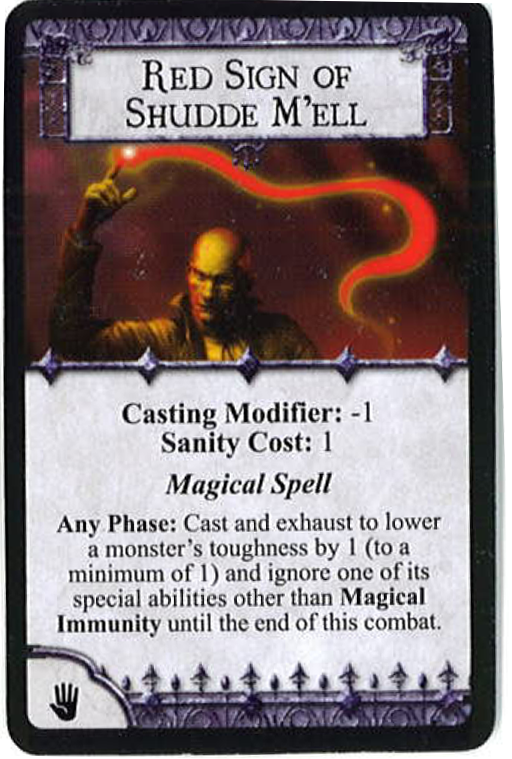 RED SIGN OF
SHUDDE M'ELL
Casting Modifier: -1
Sanity Cost: 1
Magical Spell
Any Phase: Cast and exhaust to lower
a monster's toughness by 1 (to a
minimum of 1) and ignore one of its
special abilities other than Magical
Immunity until the end of this combat.